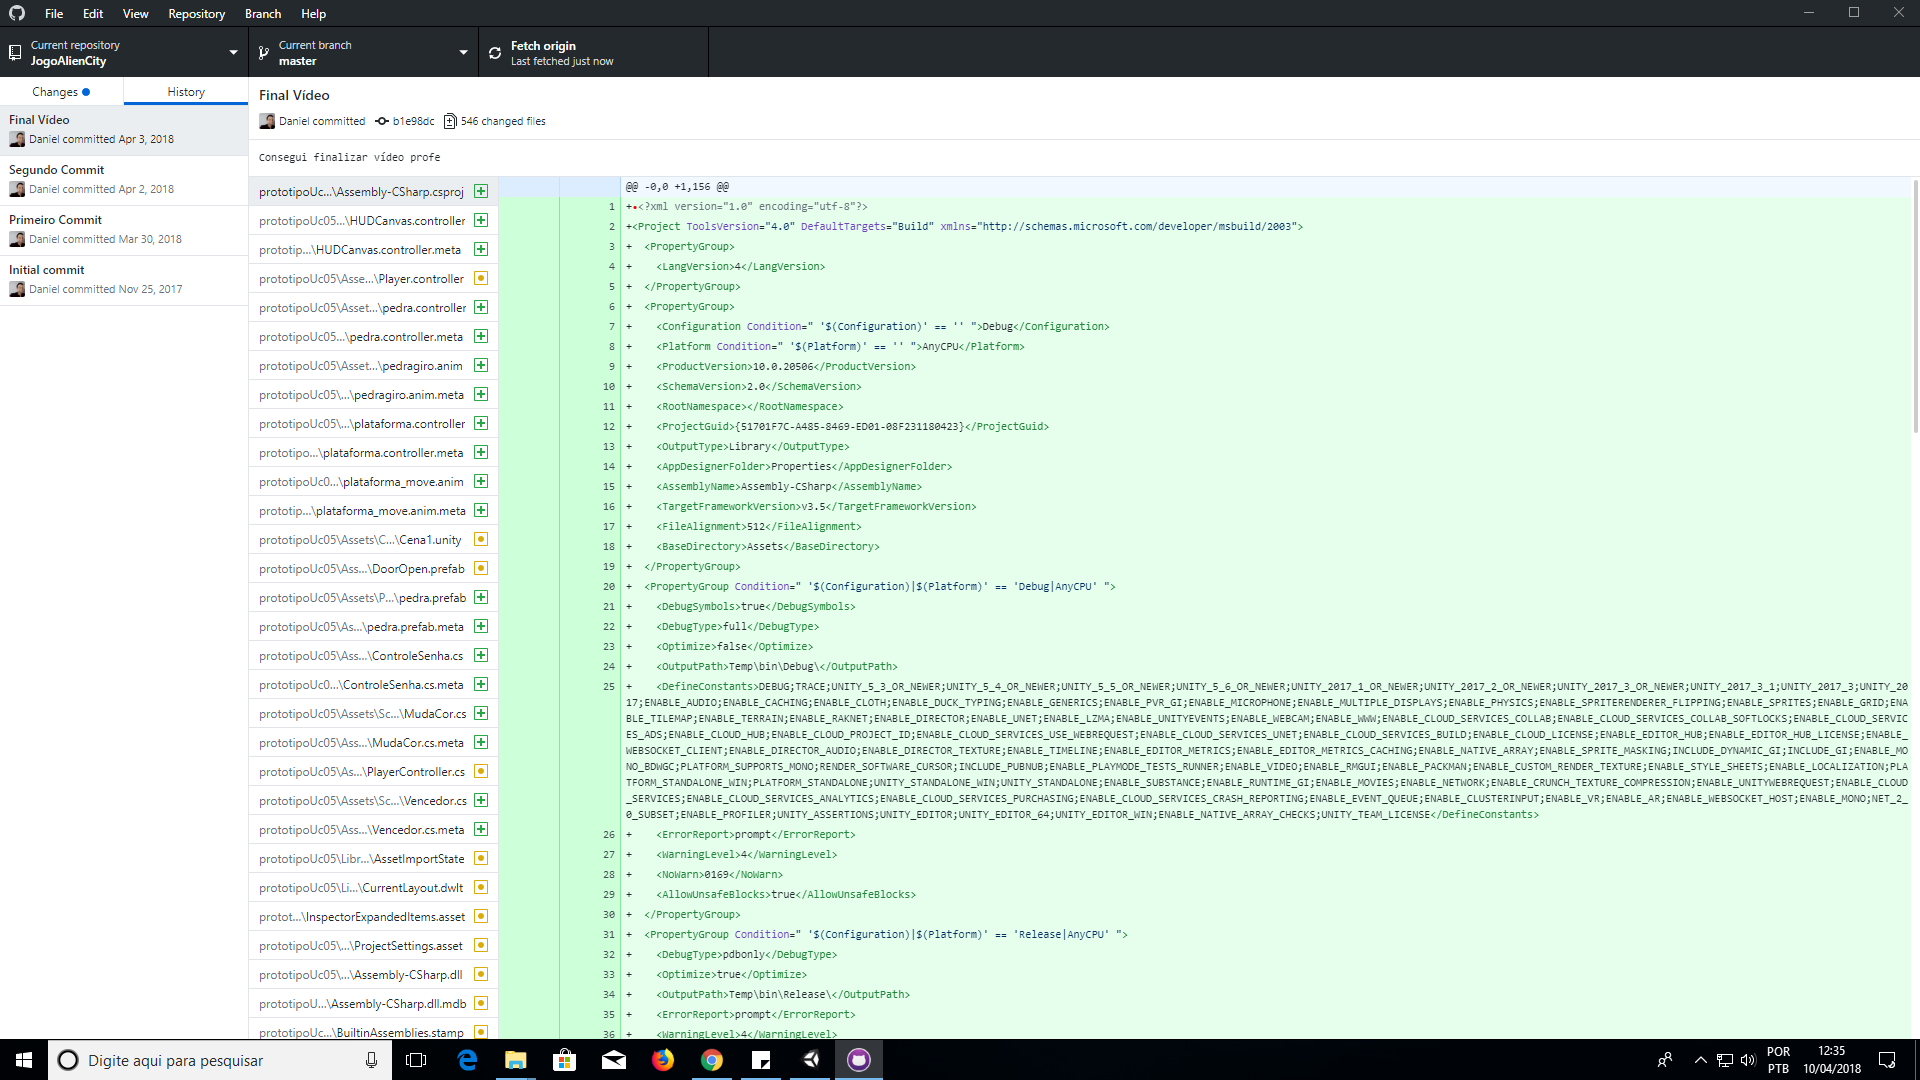 File Edit View Repository Branch Help
Current repository
JogoAlienCity
Current branch
master
Fetch origin
Last fetched just now
Changes
History
Final Vídeo
Daniel committed Apr 3, 2018
Segundo Commit
Daniel committed Apr 2, 2018
Primeiro Commit
Daniel committed Mar 30, 2018
Initial commit
Daniel committed Nov 25, 2017
Final Vídeo
Daniel committed b1e98dc 546 changed files
Consegui finalizar vídeo profe
prototipoUc...\Assembly-CSharp.csproj
prototipoUc05...\HUDCanvas.controller
prototip...\HUDCanvas.controller.meta
prototipoUc05\Asse...\Player.controller
prototipoUc05\Asset...\pedra.controller
prototipoUc05...\pedra.controller.meta
prototipoUc05\Asset...\pedragiro.anim
prototipoUc05\...\pedragiro.anim.meta
prototipoUc05\...\plataforma.controller
prototipo...\plataforma.controller.meta
prototipoUc0...\plataforma_move.anim
prototip...\plataforma_move.anim.meta
prototipoUc05\Assets\C...\Cena1.unity
prototipoUc05\Ass...\DoorOpen.prefab
prototipoUc05\Assets\P...\pedra.prefab
prototipoUc05\As...\pedra.prefab.meta
prototipoUc05\Ass...\ControleSenha.cs
prototipoUc0...\ControleSenha.cs.meta
prototipoUc05\Assets\Sc...\MudaCor.cs
prototipoUc05\Ass...\MudaCor.cs.meta
prototipoUc05\As...\PlayerController.cs
prototipoUc05\Assets\Sc...\Vencedor.cs
prototipoUc05\Ass...\Vencedor.cs.meta
prototipoUc05\Libr...\AssetImportState
prototipoUc05\Li...\CurrentLayout.dwlt
protot...\InspectorExpandedItems.asset
prototipoUc05\...\ProjectSettings.asset
prototipoUc05\...\Assembly-CSharp.dll
prototipoU...\Assembly-CSharp.dll.mdb
prototipoUc...\BuiltinAssemblies.stamp
@@ -0,0 +1,156 @@
1 +<?xml version="1.0" encoding="utf-8"?>
2 +<Project ToolsVersion="4.0" DefaultTargets="Build" xmlns="http://schemas.microsoft.com/developer/msbuild/2003">
3 + <PropertyGroup>
4 + <LangVersion>4</LangVersion>
5 + </PropertyGroup>
6 + <PropertyGroup>
7 + <Configuration Condition=" '$(Configuration)' == '' ">Debug</Configuration>
8 + <Platform Condition=" '$(Platform)' == '' ">AnyCPU</Platform>
9 + <ProductVersion>10.0.20506</ProductVersion>
10 + <SchemaVersion>2.0</SchemaVersion>
11 + <RootNamespace></RootNamespace>
12 + <ProjectGuid>{51701F7C-A485-8469-ED01-08F231180423}</ProjectGuid>
13 + <OutputType>Library</OutputType>
14 + <AppDesignerFolder>Properties</AppDesignerFolder>
15 + <AssemblyName>Assembly-CSharp</AssemblyName>
16 + <TargetFrameworkVersion>v3.5</TargetFrameworkVersion>
17 + <FileAlignment>512</FileAlignment>
18 + <BaseDirectory>Assets</BaseDirectory>
19 + </PropertyGroup>
20 + <PropertyGroup Condition=" '$(Configuration)|$(Platform)' == 'Debug|AnyCPU' ">
21 + <DebugSymbols>true</DebugSymbols>
22 + <DebugType>full</DebugType>
23 + <Optimize>false</Optimize>
24 + <OutputPath>Temp\bin\Debug\</OutputPath>
25 + <DefineConstants>DEBUG;TRACE;UNITY_5_3_OR_NEWER;UNITY_5_4_OR_NEWER;UNITY_5_5_OR_NEWER;UNITY_5_6_OR_NEWER;UNITY_2017_1_OR_NEWER;UNITY_2017_2_OR_NEWER;UNITY_2017_3_OR_NEWER;UNITY_2017_3_1;UNITY_2017_3;UNITY_20
17;ENABLE_AUDIO;ENABLE_CACHING;ENABLE_CLOTH;ENABLE_DUCK_TYPING;ENABLE_GENERICS;ENABLE_PVR_GI;ENABLE_MICROPHONE;ENABLE_MULTIPLE_DISPLAYS;ENABLE_PHYSICS;ENABLE_SPRITERENDERER_FLIPPING;ENABLE_SPRITES;ENABLE_GRID;ENA
BLE_TILEMAP;ENABLE_TERRAIN;ENABLE_RAKNET;ENABLE_DIRECTOR;ENABLE_UNET;ENABLE_LZMA;ENABLE_UNITYEVENTS;ENABLE_WEBCAM;ENABLE_WWW;ENABLE_CLOUD_SERVICES_COLLAB;ENABLE_CLOUD_SERVICES_COLLAB_SOFTLOCKS;ENABLE_CLOUD_SERVIC
ES_ADS;ENABLE_CLOUD_HUB;ENABLE_CLOUD_PROJECT_ID;ENABLE_CLOUD_SERVICES_USE_WEBREQUEST;ENABLE_CLOUD_SERVICES_UNET;ENABLE_CLOUD_SERVICES_BUILD;ENABLE_CLOUD_LICENSE;ENABLE_EDITOR_HUB;ENABLE_EDITOR_HUB_LICENSE;ENABLE_
WEBSOCKET_CLIENT;ENABLE_DIRECTOR_AUDIO;ENABLE_DIRECTOR_TEXTURE;ENABLE_TIMELINE;ENABLE_EDITOR_METRICS;ENABLE_EDITOR_METRICS_CACHING;ENABLE_NATIVE_ARRAY;ENABLE_SPRITE_MASKING;INCLUDE_DYNAMIC_GI;INCLUDE_GI;ENABLE_MO
NO_BDWGC;PLATFORM_SUPPORTS_MONO;RENDER_SOFTWARE_CURSOR;INCLUDE_PUBNUB;ENABLE_PLAYMODE_TESTS_RUNNER;ENABLE_VIDEO;ENABLE_RMGUI;ENABLE_PACKMAN;ENABLE_CUSTOM_RENDER_TEXTURE;ENABLE_STYLE_SHEETS;ENABLE_LOCALIZATION;PLA
TFORM_STANDALONE_WIN;PLATFORM_STANDALONE;UNITY_STANDALONE_WIN;UNITY_STANDALONE;ENABLE_SUBSTANCE;ENABLE_RUNTIME_GI;ENABLE_MOVIES;ENABLE_NETWORK;ENABLE_CRUNCH_TEXTURE_COMPRESSION;ENABLE_UNITYWEBREQUEST;ENABLE_CLOUD
_SERVICES;ENABLE_CLOUD_SERVICES_ANALYTICS;ENABLE_CLOUD_SERVICES_PURCHASING;ENABLE_CLOUD_SERVICES_CRASH_REPORTING;ENABLE_EVENT_QUEUE;ENABLE_CLUSTERINPUT;ENABLE_VR;ENABLE_AR;ENABLE_WEBSOCKET_HOST;ENABLE_MONO;NET_2_
0_SUBSET;ENABLE_PROFILER;UNITY_ASSERTIONS;UNITY_EDITOR;UNITY_EDITOR_64;UNITY_EDITOR_WIN;ENABLE_NATIVE_ARRAY_CHECKS;UNITY_TEAM_LICENSE</DefineConstants>
26 + <ErrorReport>prompt</ErrorReport>
27 + <WarningLevel>4</WarningLevel>
28 + <NoWarn>0169</NoWarn>
29 + <AllowUnsafeBlocks>true</AllowUnsafeBlocks>
30 + </PropertyGroup>
31 + <PropertyGroup Condition=" '$(Configuration)|$(Platform)' == 'Release|AnyCPU' ">
32 + <DebugType>pdbonly</DebugType>
33 + <Optimize>true</Optimize>
34 + <OutputPath>Temp\bin\Release\</OutputPath>
35 + <ErrorReport>prompt</ErrorReport>
36 + <WarningLevel>4</WarningLevel>
Digite aqui para pesquisar
POR
PTB
12:35
10/04/2018